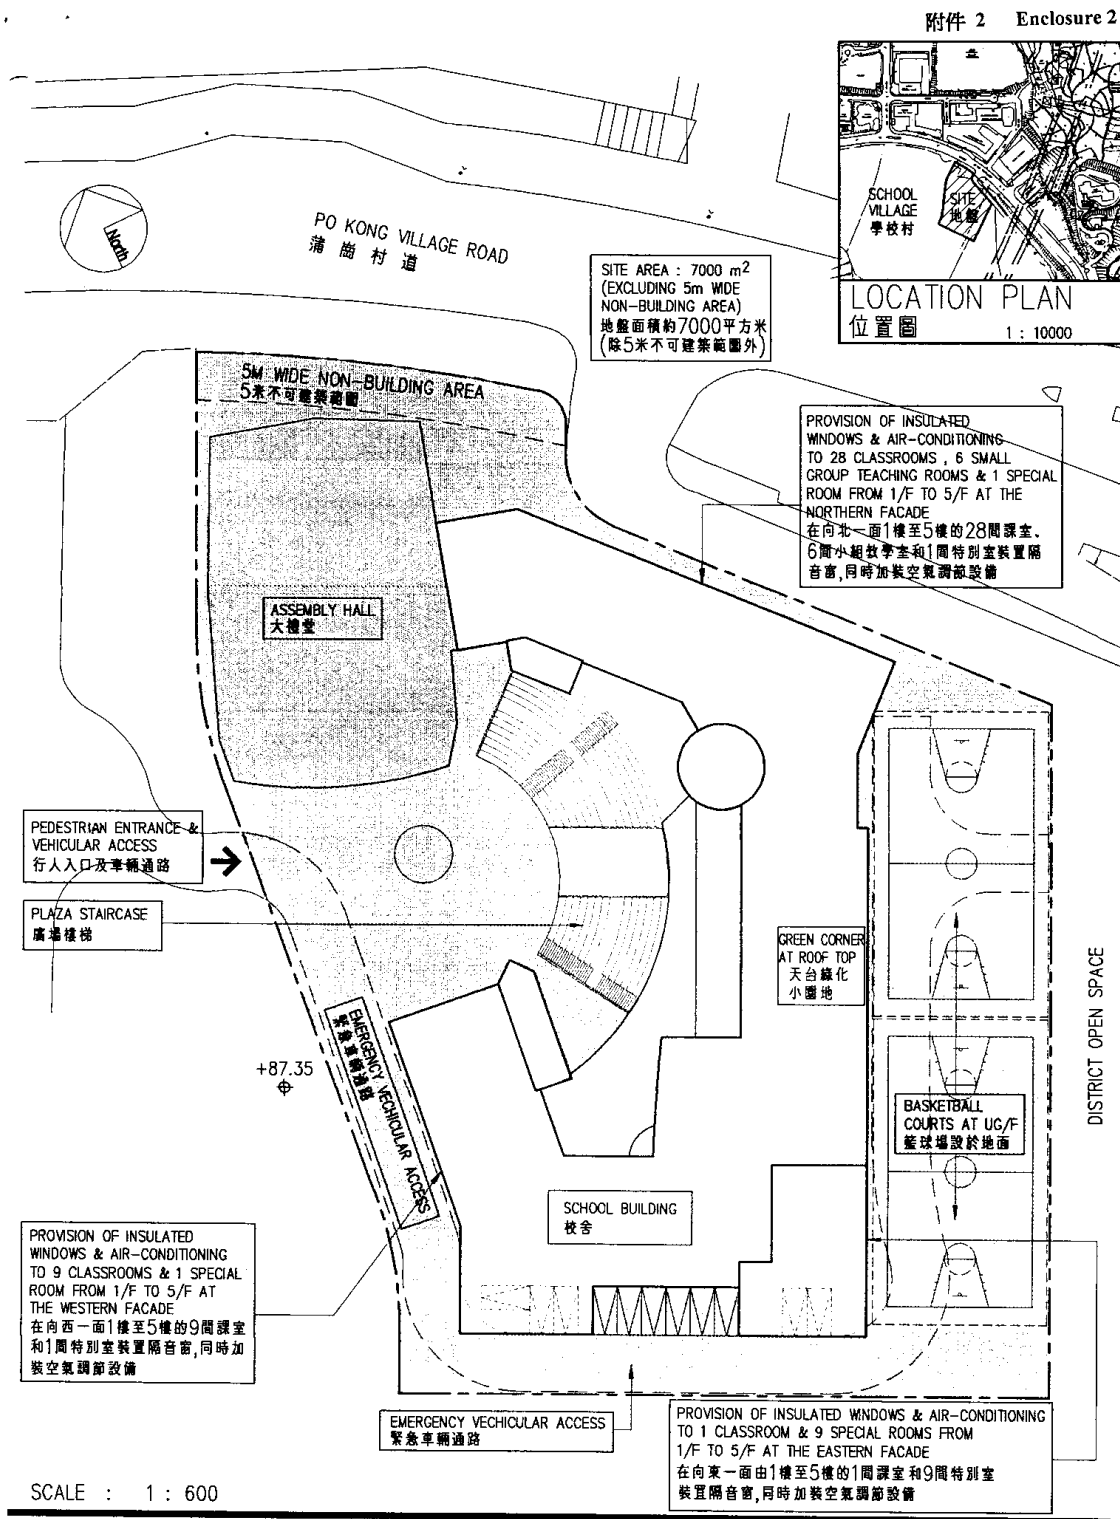 附件 2 Enclosure 2
SCHOOL
VILLAGE
學校村
SITE
地盤
LOCATION PLAN
位置圖 1 : 10000
North
PO KONG VILLAGE ROAD
蒲崗村道
SITE AREA : 7000 m²
(EXCLUDING 5m WIDE
NON-BUILDING AREA)
地盤面積約7000平方米
(除5米不可建築範圍外)
5M WIDE NON-BUILDING AREA
5米不可建築範圍
PROVISION OF INSULATED
WINDOWS & AIR-CONDITIONING
TO 28 CLASSROOMS , 6 SMALL
GROUP TEACHING ROOMS & 1 SPECIAL
ROOM FROM 1/F TO 5/F AT THE
NORTHERN FACADE
在向北一面1樓至5樓的28間課室、
6間小組教學室和1間特別室裝置隔
音窗,同時加裝空氣調節設備
ASSEMBLY HALL
大禮堂
PEDESTRIAN ENTRANCE &
VEHICULAR ACCESS
行人入口及車輛通路
PLAZA STAIRCASE
廣場樓梯
GREEN CORNER
AT ROOF TOP
天台綠化
小園地
DISTRICT OPEN SPACE
EMERGENCY VECHICULAR ACCESS
緊急車輛通路
+87.35
BASKETBALL
COURTS AT UG/F
籃球場設於地面
SCHOOL BUILDING
校舍
PROVISION OF INSULATED
WINDOWS & AIR-CONDITIONING
TO 9 CLASSROOMS & 1 SPECIAL
ROOM FROM 1/F TO 5/F AT
THE WESTERN FACADE
在向西一面1樓至5樓的9間課室
和1間特別室裝置隔音窗,同時加
裝空氣調節設備
EMERGENCY VECHICULAR ACCESS
緊急車輛通路
PROVISION OF INSULATED WINDOWS & AIR-CONDITIONING
TO 1 CLASSROOM & 9 SPECIAL ROOMS FROM
1/F TO 5/F AT THE EASTERN FACADE
在向東一面由1樓至5樓的1間課室和9間特別室
裝置隔音窗,同時加裝空氣調節設備
SCALE : 1 : 600